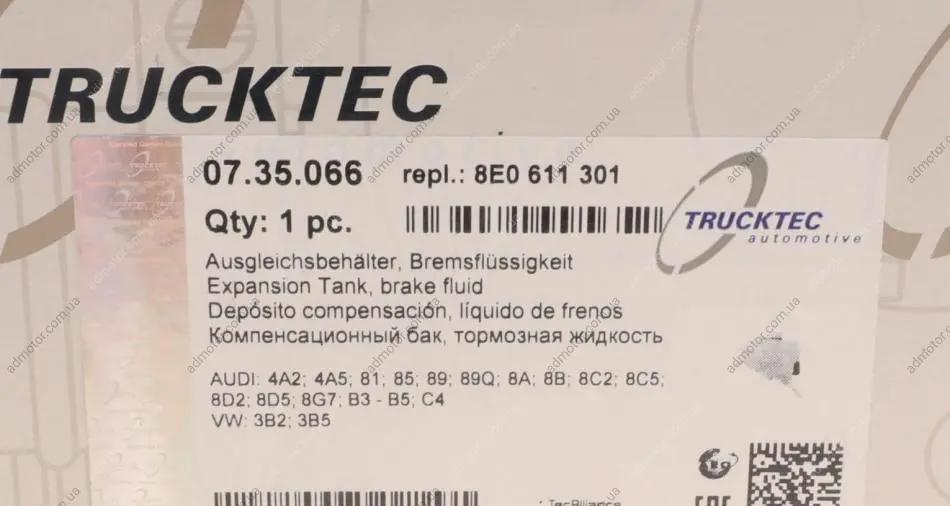 TRUCKTEC
07.35.066 repl.: 8E0 611 301
Qty: 1 pc.
TRUCKTEC
automotive
TRUCKTEC
Ausgleichsbehälter, Bremsflüssigkeit
Expansion Tank, brake fluid
Depósito compensación, líquido de frenos
Компенсационный бак, тормозная жидкость
AUDI: 4A2; 4A5; 81; 85; 89; 89Q; 8A; 8B; 8C2; 8C5;
8D2; 8D5; 8G7; B3 - B5; C4
VW: 3B2; 3B5
TecAlliance
admotor.com.ua